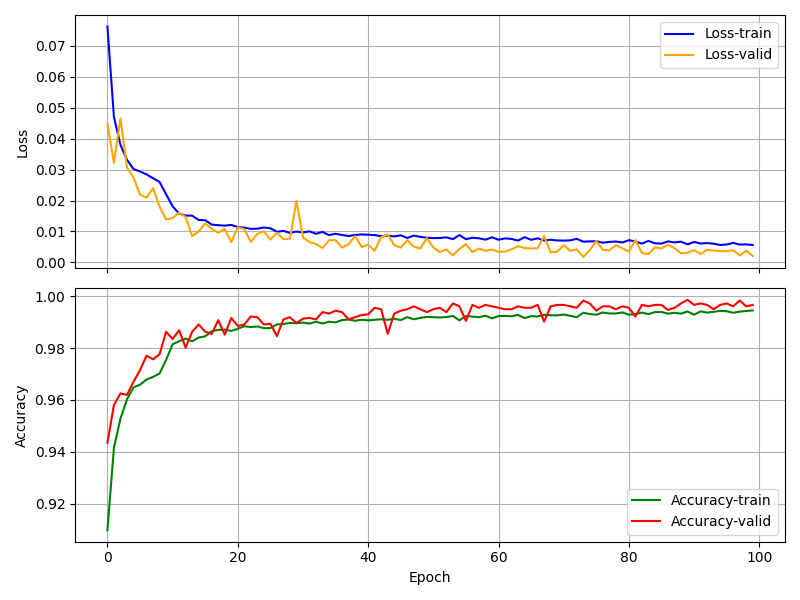 0.07
0.06
0.05
0.04
0.03
0.02
0.01
0.00
Loss
Loss-train
Loss-valid
1.00
0.98
0.96
0.94
0.92
Accuracy
Accuracy-train
Accuracy-valid
0 20 40 60 80 100
Epoch